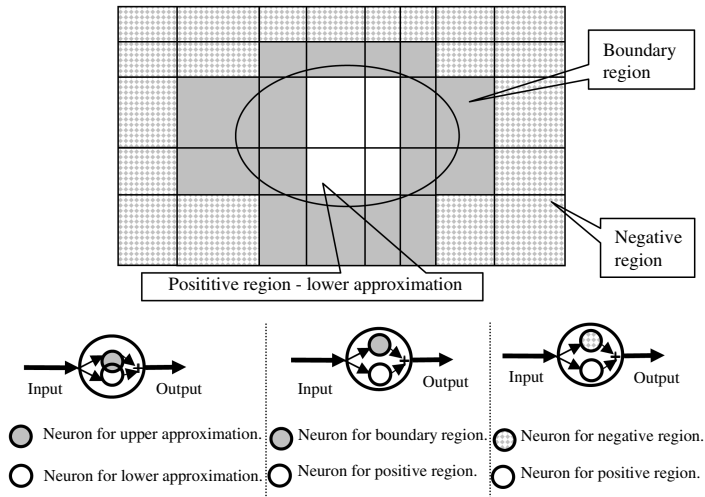 Boundary
region
Negative
region
Posititive region - lower approximation
Input
Output
Input
Output
Input
Output
Neuron for upper approximation.
Neuron for boundary region.
Neuron for negative region.
Neuron for lower approximation.
Neuron for positive region.
Neuron for positive region.